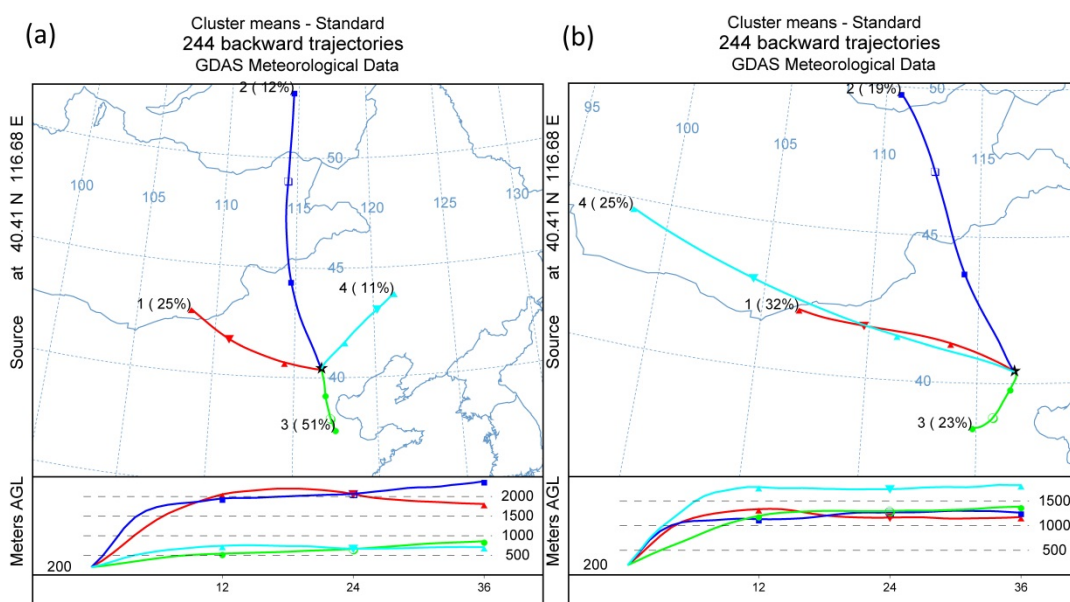 (a)
Cluster means - Standard
244 backward trajectories
GDAS Meteorological Data
Source at 40.41 N 116.68 E
2 ( 12%)
50
100
105
110
115
120
125
130
45
4 ( 11%)
1 ( 25%)
40
3 ( 51%)
Meters AGL
2000
1500
1000
500
200
12
24
36
(b)
Cluster means - Standard
244 backward trajectories
GDAS Meteorological Data
Source at 40.41 N 116.68 E
2 ( 19%)
50
95
100
105
110
115
4 ( 25%)
45
1 ( 32%)
40
3 ( 23%)
Meters AGL
1500
1000
500
200
12
24
36